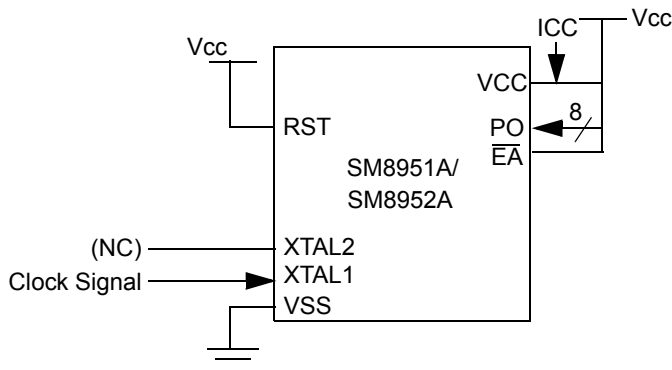 Vcc
ICC
Vcc
VCC
8
RST
PO
EA
SM8951A/
SM8952A
(NC)
XTAL2
Clock Signal
XTAL1
VSS